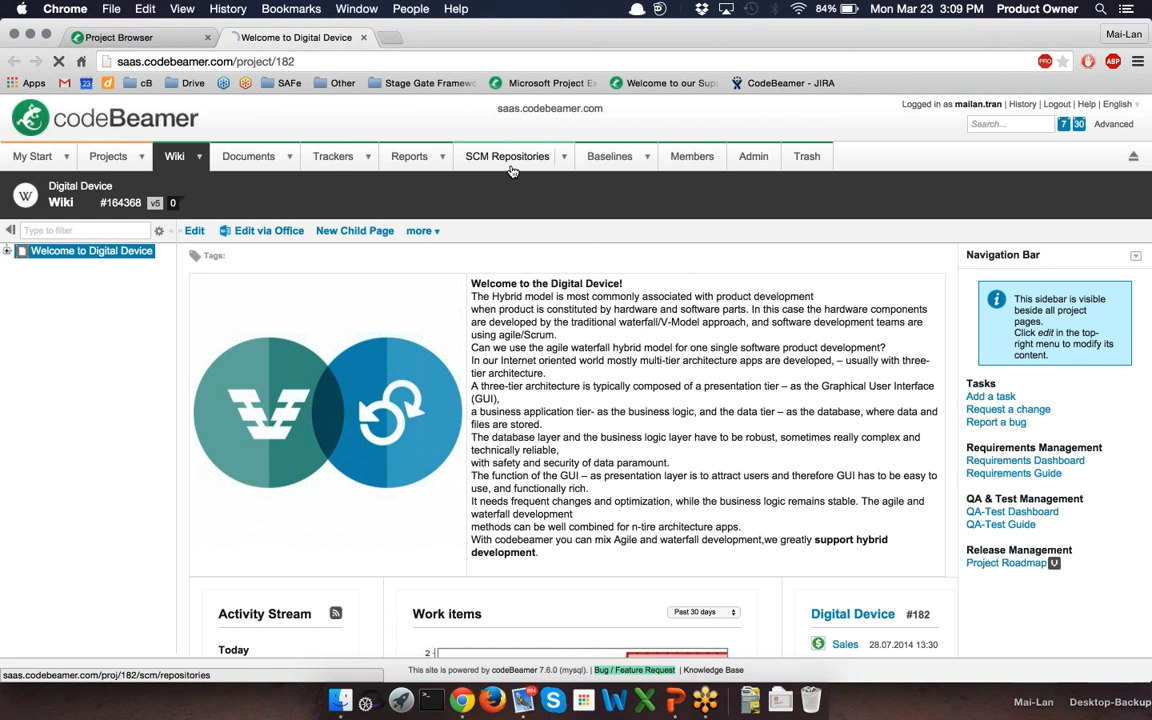 Chrome File Edit View History Bookmarks Window People Help 84% Mon Mar 23 3:09 PM Product Owner
Project Browser Welcome to Digital Device Mai-Lan
saas.codebeamer.com/project/182
Apps cB Drive SAFe Other Stage Gate Framewo Microsoft Project Ex Welcome to our Sup CodeBeamer - JIRA
codeBeamer
saas.codebeamer.com
Logged in as mailan.tran | History | Logout | Help | English
Search... 7 30 Advanced
My Start Projects Wiki Documents Trackers Reports SCM Repositories Baselines Members Admin Trash
Digital Device
Wiki #164368 v5 0
Type to filter Edit Edit via Office New Child Page more
Welcome to Digital Device
Tags:
Welcome to the Digital Device!
The Hybrid model is most commonly associated with product development
when product is constituted by hardware and software parts. In this case the hardware components
are developed by the traditional waterfall/V-Model approach, and software development teams are
using agile/Scrum.
Can we use the agile waterfall hybrid model for one single software product development?
In our Internet oriented world mostly multi-tier architecture apps are developed, – usually with three-
tier architecture.
A three-tier architecture is typically composed of a presentation tier – as the Graphical User Interface
(GUI),
a business application tier- as the business logic, and the data tier – as the database, where data and
files are stored.
The database layer and the business logic layer have to be robust, sometimes really complex and
technically reliable,
with safety and security of data paramount.
The function of the GUI – as presentation layer is to attract users and therefore GUI has to be easy to
use, and functionally rich.
It needs frequent changes and optimization, while the business logic remains stable. The agile and
waterfall development
methods can be well combined for n-tire architecture apps.
With codebeamer you can mix Agile and waterfall development,we greatly support hybrid
development.
Navigation Bar
This sidebar is visible
beside all project
pages.
Click edit in the top-
right menu to modify its
content.
Tasks
Add a task
Request a change
Report a bug
Requirements Management
Requirements Dashboard
Requirements Guide
QA & Test Management
QA-Test Dashboard
QA-Test Guide
Release Management
Project Roadmap
Activity Stream
Today
Work items Past 30 days
2
Digital Device #182
Sales 28.07.2014 13:30
This site is powered by codeBeamer 7.6.0 (mysql). | Bug / Feature Request | Knowledge Base
saas.codebeamer.com/proj/182/scm/repositories
Mai-Lan Desktop-Backup